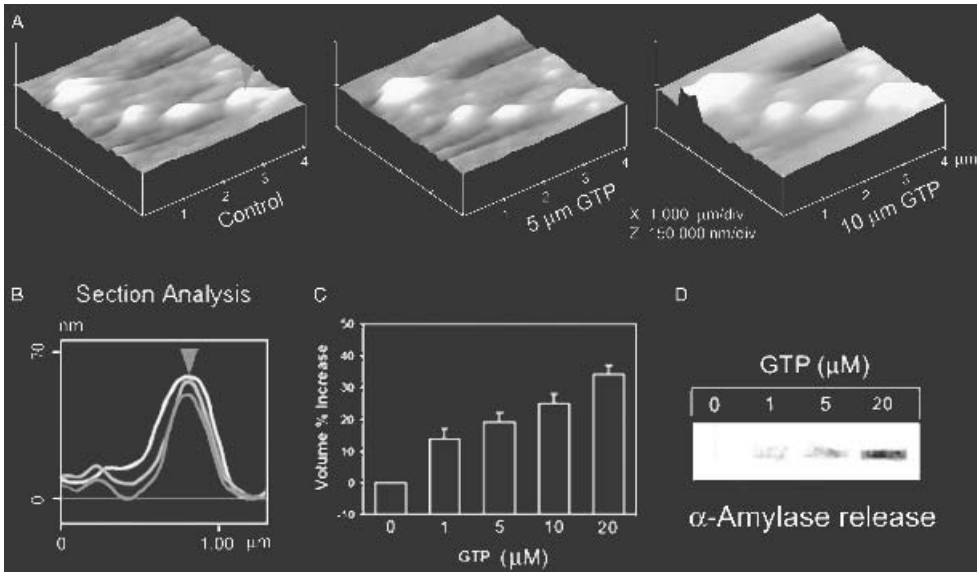 A
1
2
3
4
Control
1
2
3
4
5 µm GTP
X 1.000 µm/div
Z 150.000 nm/div
1
2
3
4 µm
10 µm GTP
B
Section Analysis
nm
70
0
0 1.00 µm
C
Volume % Increase
50
40
30
20
10
0
-10
0 1 5 10 20
GTP (µM)
D
GTP (µM)
0 1 5 20
α-Amylase release